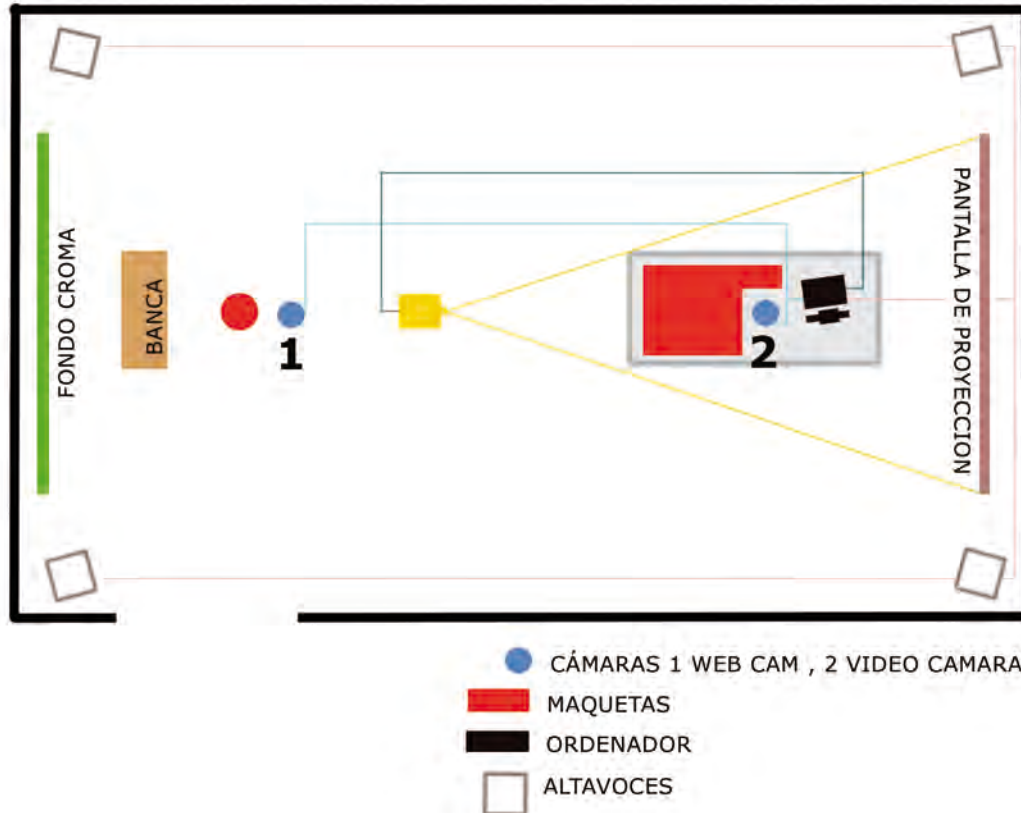 FONDO CROMA
BANCA
1
2
PANTALLA DE PROYECCION
CÁMARAS 1 WEB CAM , 2 VIDEO CAMARA
MAQUETAS
ORDENADOR
ALTAVOCES